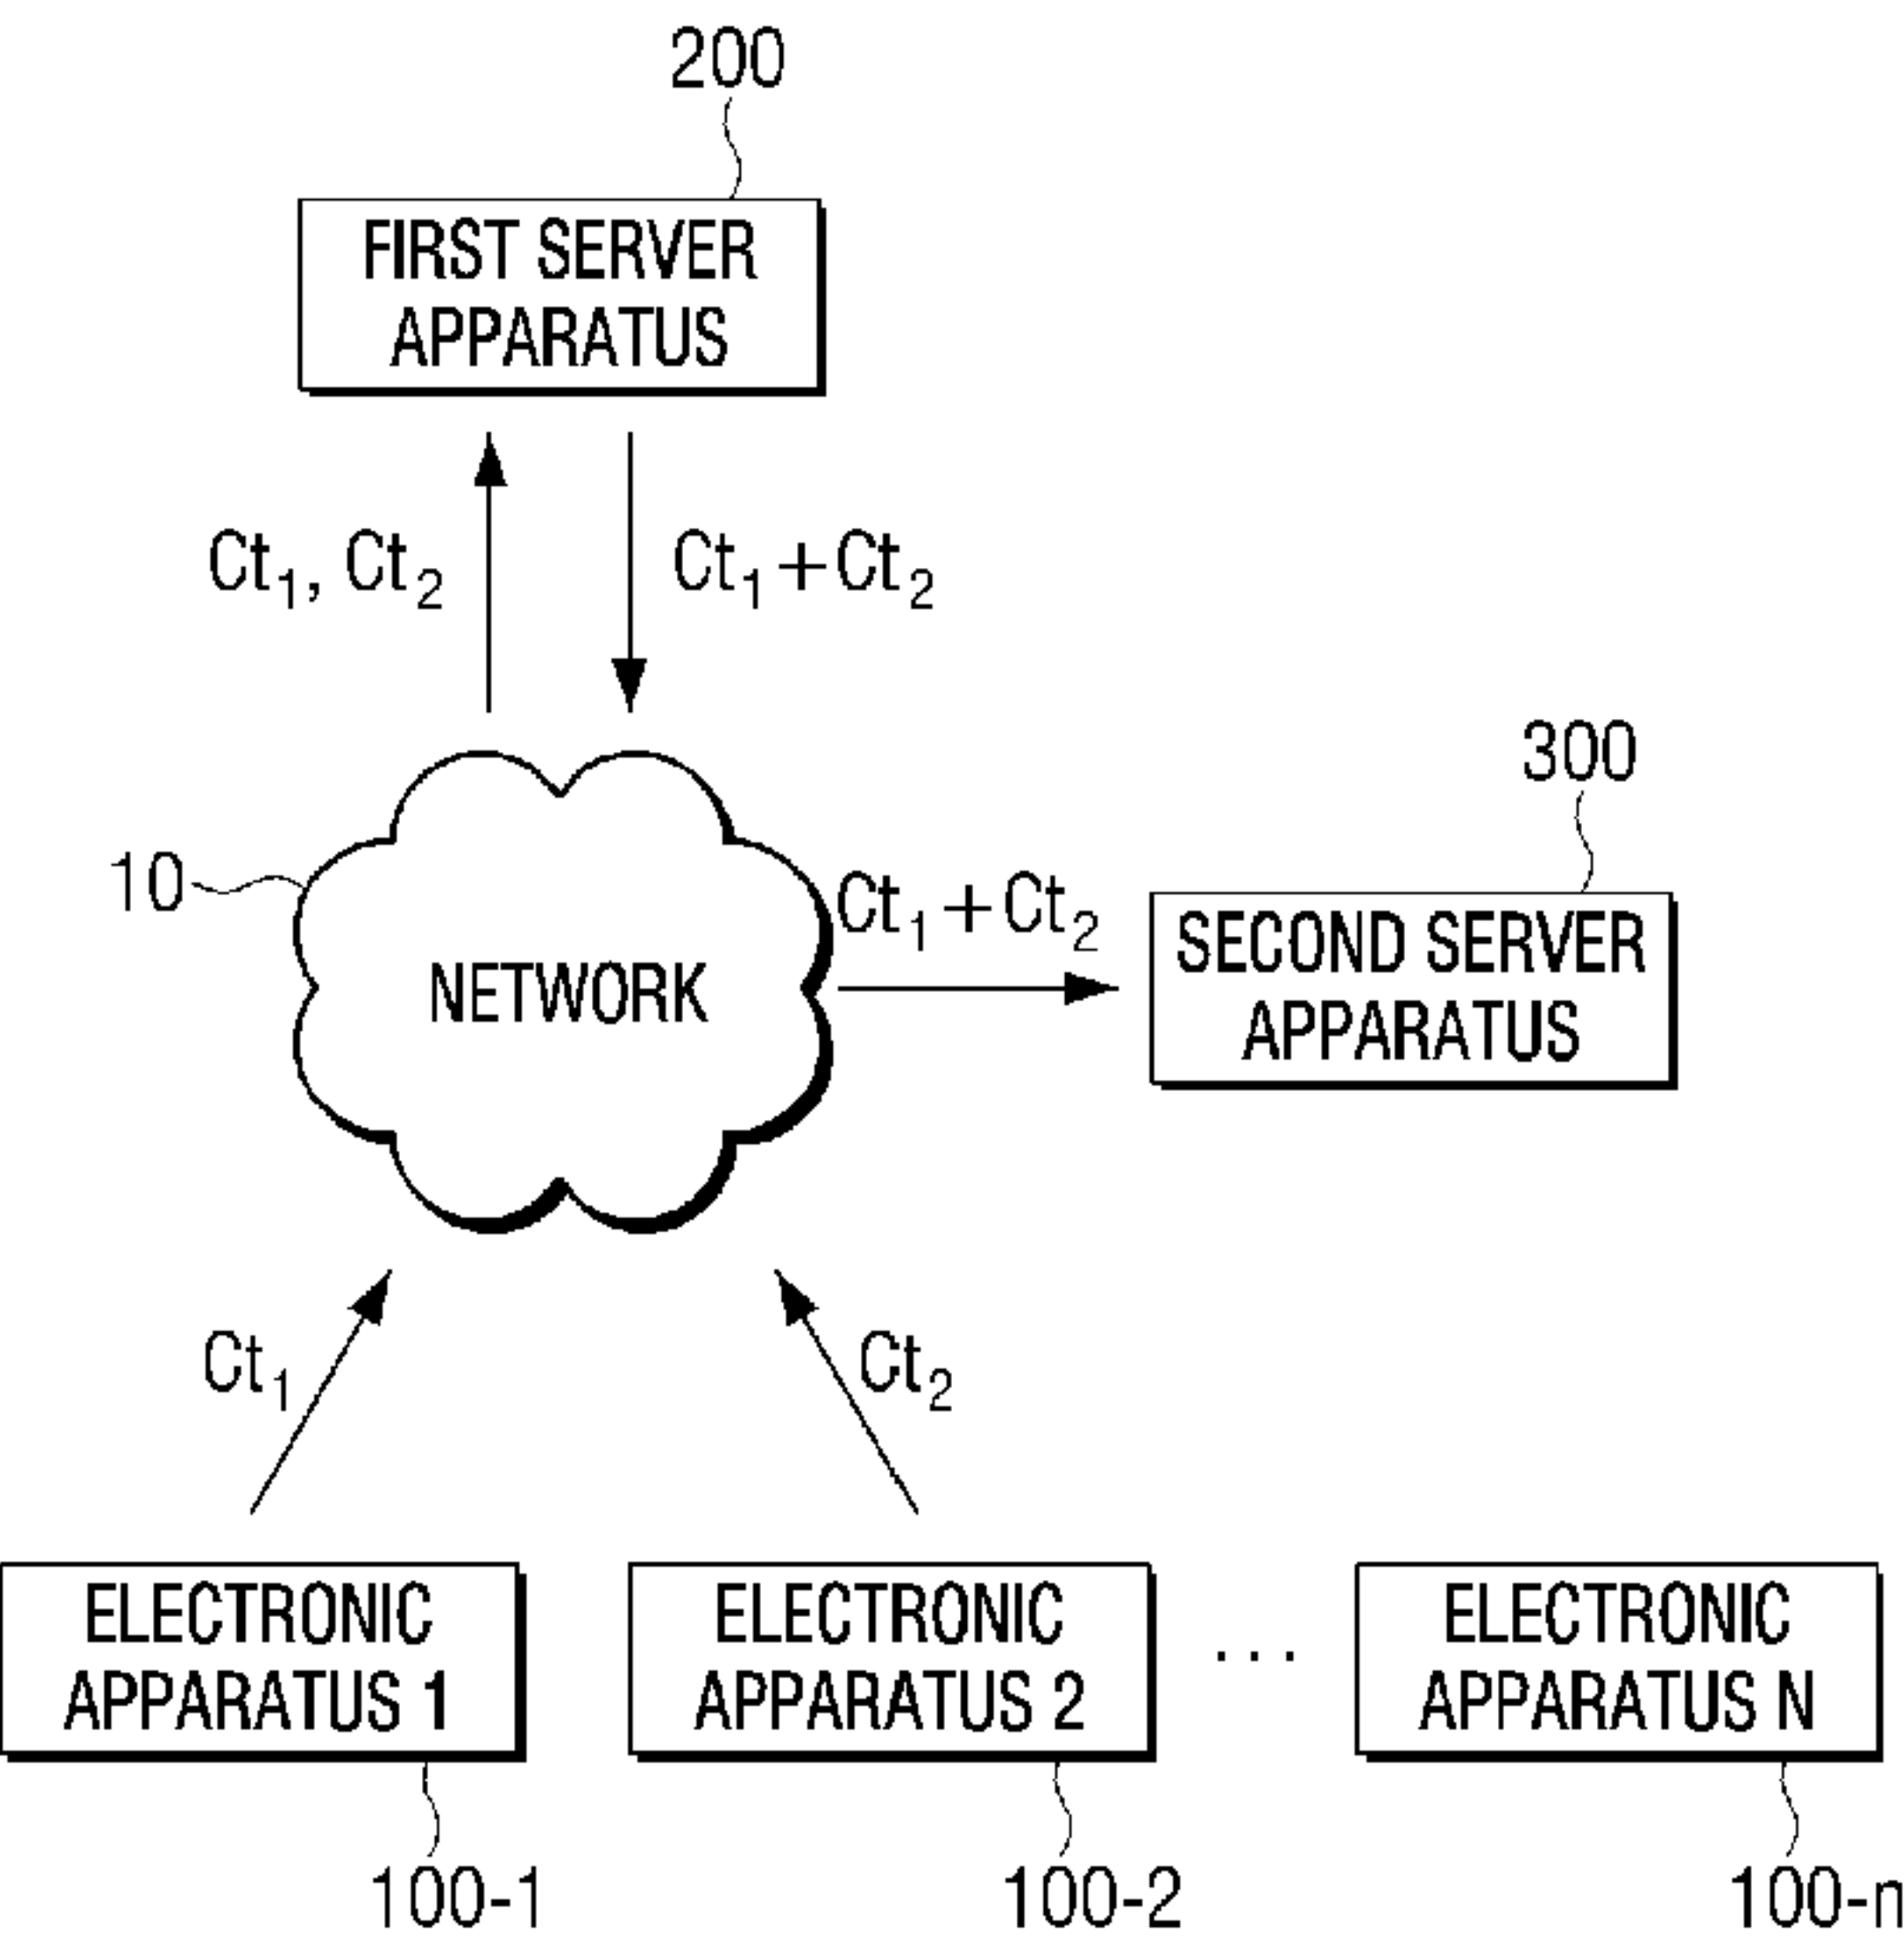 200
FIRST SERVER
APPARATUS
Ct₁, Ct₂
Ct₁+Ct₂
300
10
Ct₁+Ct₂
SECOND SERVER
APPARATUS
NETWORK
Ct₁
Ct₂
ELECTRONIC
APPARATUS 1
ELECTRONIC
APPARATUS 2
...
ELECTRONIC
APPARATUS N
100-1
100-2
100-n